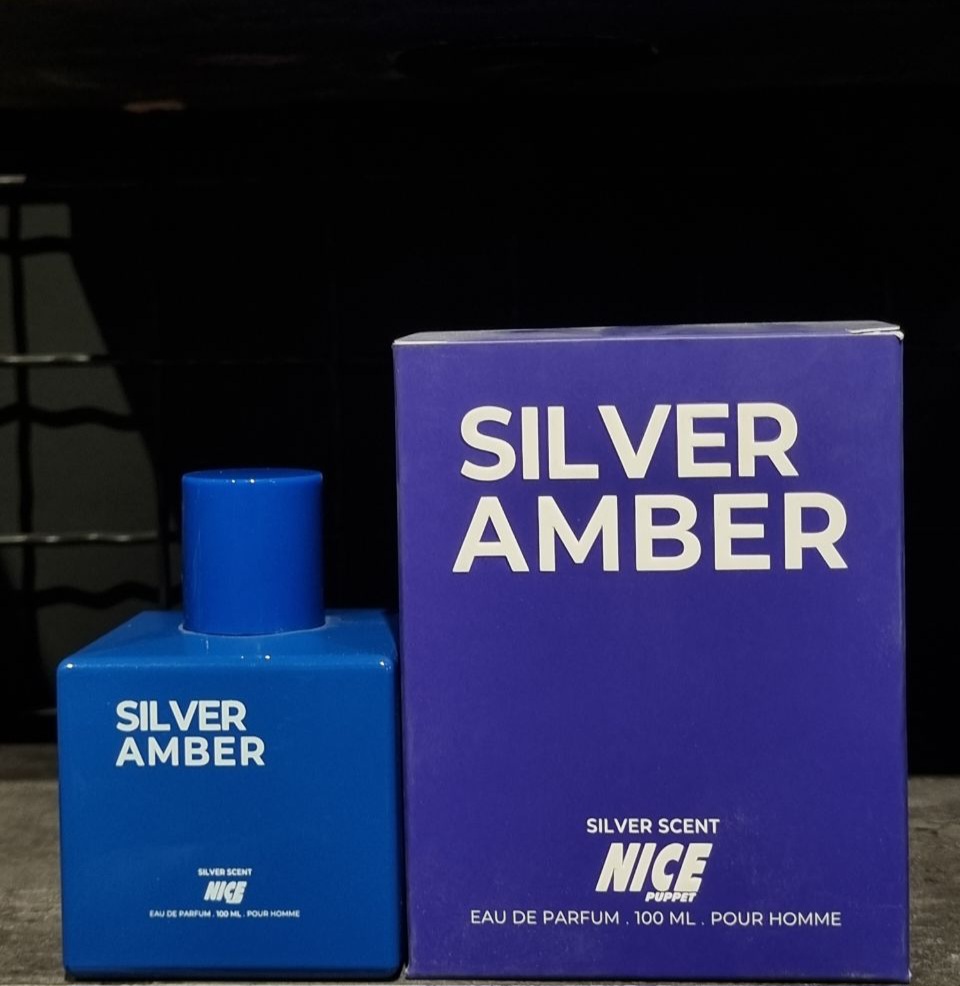 SILVER
AMBER
SILVER SCENT
NICE
EAU DE PARFUM . 100 ML . POUR HOMME
SILVER
AMBER
SILVER SCENT
NICE
PUPPET
EAU DE PARFUM . 100 ML . POUR HOMME